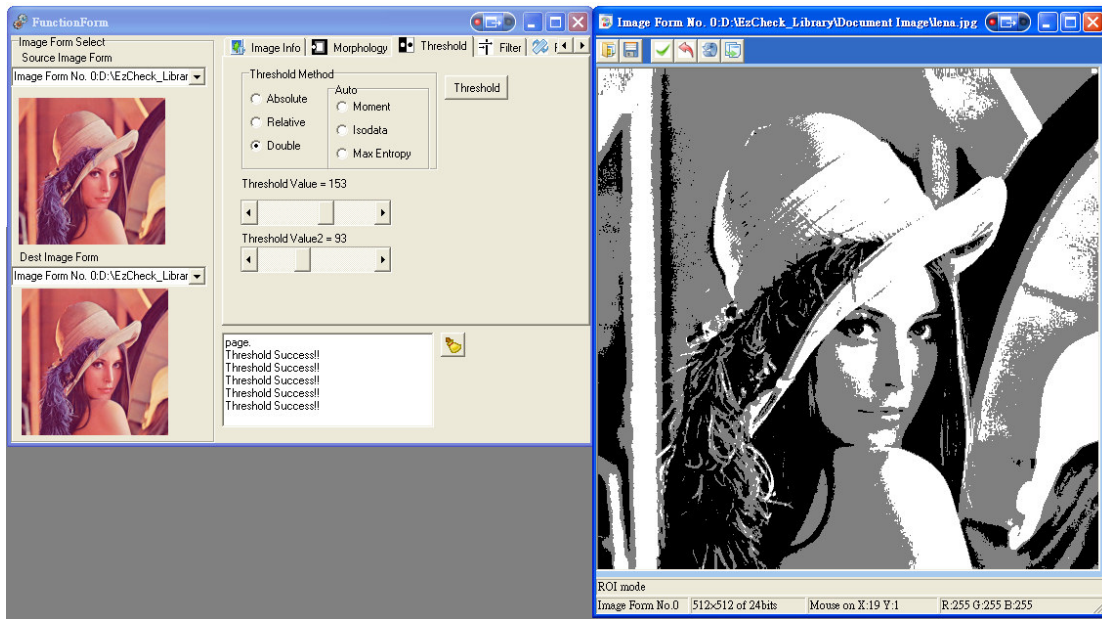 FunctionForm
Image Form Select
Source Image Form
Image Form No. 0:D:\EzCheck_Librar
Dest Image Form
Image Form No. 0:D:\EzCheck_Librar
Image Info
Morphology
Threshold
Filter
Threshold Method
Absolute
Relative
Double
Auto
Moment
Isodata
Max Entropy
Threshold
Threshold Value = 153
Threshold Value2 = 93
page.
Threshold Success!!
Threshold Success!!
Threshold Success!!
Threshold Success!!
Threshold Success!!
Image Form No. 0:D:\EzCheck_Library\Document Image\lena.jpg
ROI mode
Image Form No.0
512×512 of 24bits
Mouse on X:19 Y:1
R:255 G:255 B:255